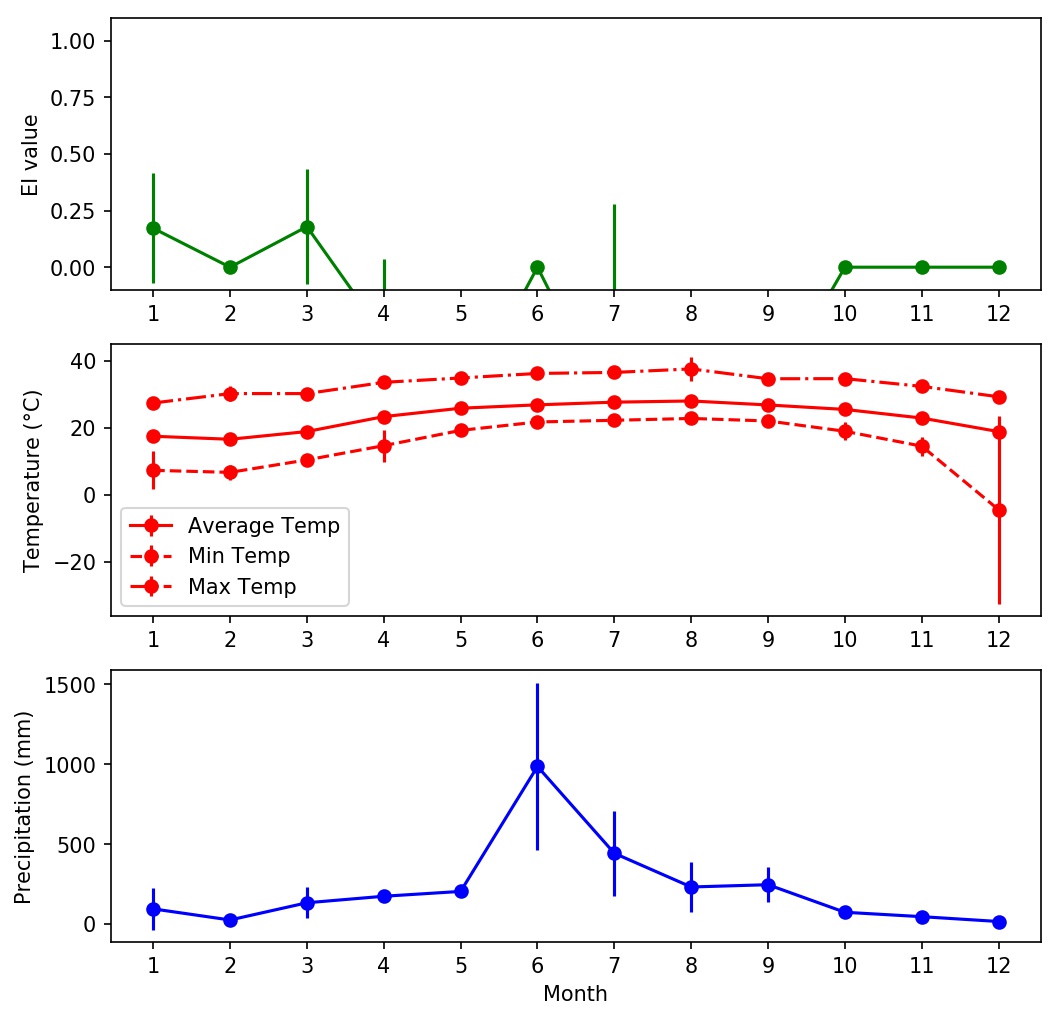 1.00
0.75
0.50
0.25
0.00
EI value
1 2 3 4 5 6 7 8 9 10 11 12
40
20
0
−20
Temperature (°C)
Average Temp
Min Temp
Max Temp
1 2 3 4 5 6 7 8 9 10 11 12
1500
1000
500
0
Precipitation (mm)
1 2 3 4 5 6 7 8 9 10 11 12
Month